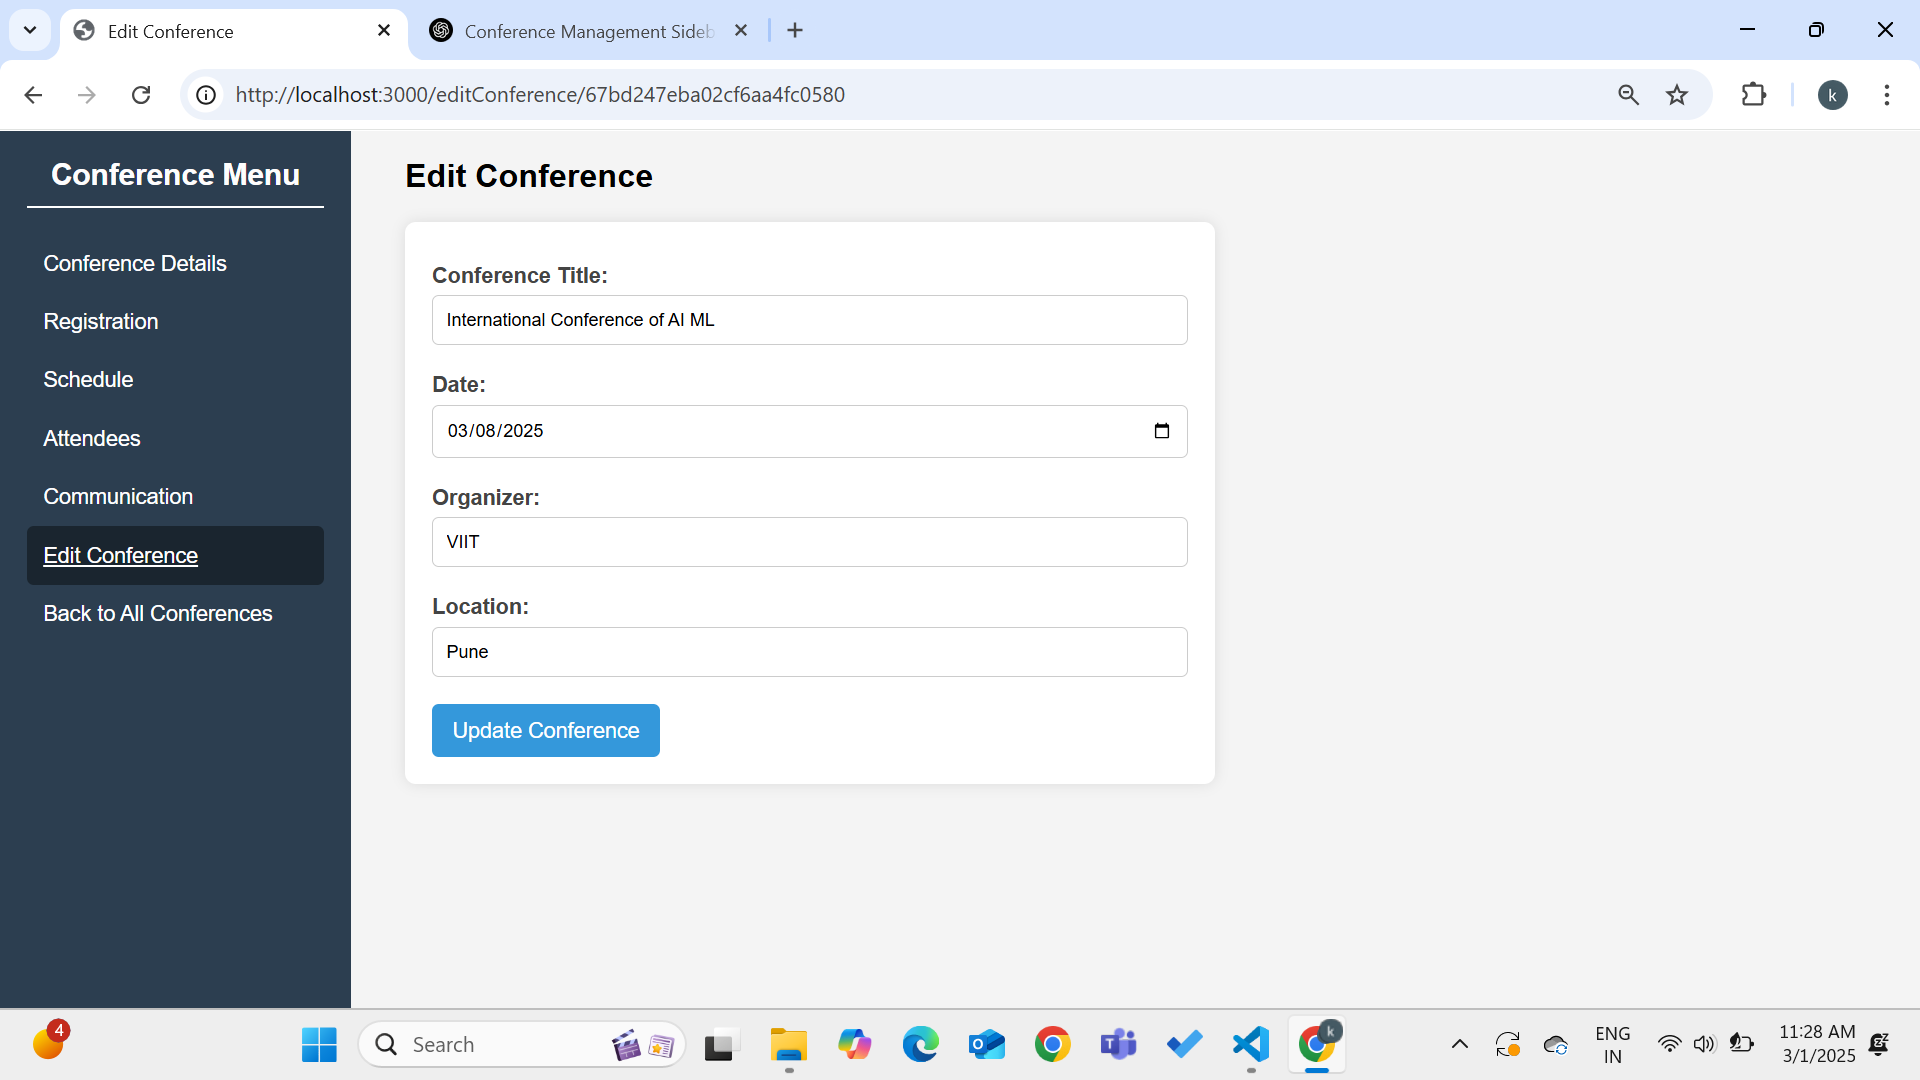 Edit Conference
Conference Management Sideb
http://localhost:3000/editConference/67bd247eba02cf6aa4fc0580
k
Conference Menu
Conference Details
Registration
Schedule
Attendees
Communication
Edit Conference
Back to All Conferences
Edit Conference
Conference Title:
International Conference of AI ML
Date:
03/08/2025
Organizer:
VIIT
Location:
Pune
Update Conference
4
Search
k
ENG
IN
11:28 AM
3/1/2025